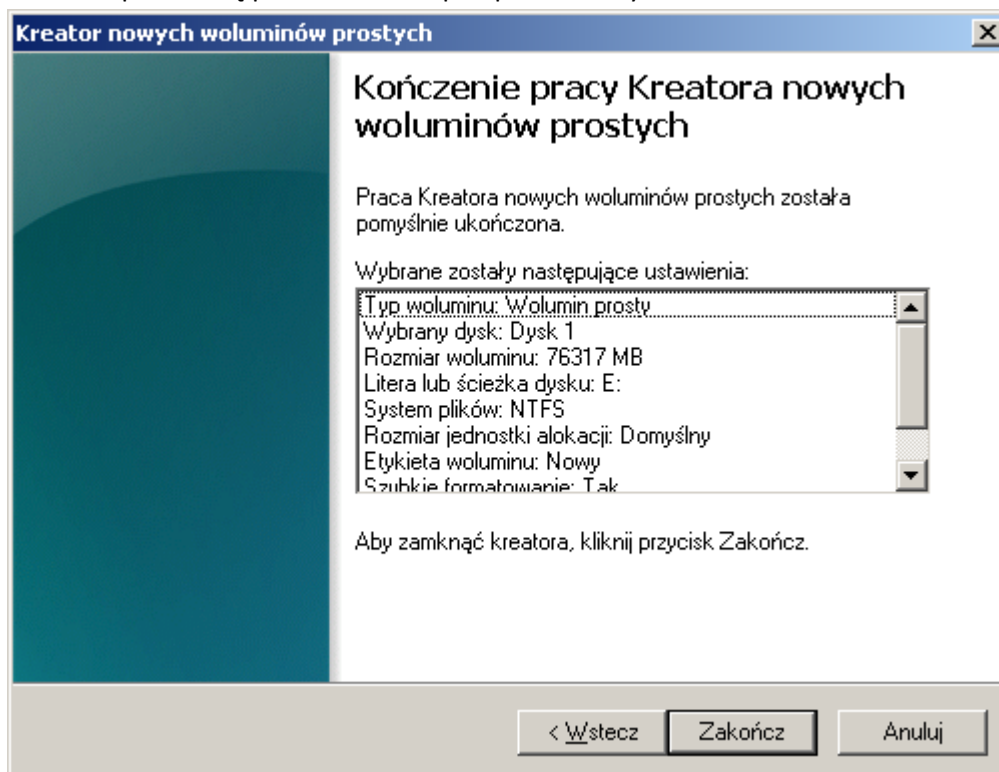 Kreator nowych woluminów prostych
Kończenie pracy Kreatora nowych
woluminów prostych
Praca Kreatora nowych woluminów prostych została
pomyślnie ukończona.
Wybrane zostały następujące ustawienia:
Typ woluminu: Wolumin prosty
Wybrany dysk: Dysk 1
Rozmiar woluminu: 76317 MB
Litera lub ścieżka dysku: E:
System plików: NTFS
Rozmiar jednostki alokacji: Domyślny
Etykieta woluminu: Nowy
Szybkie formatowanie: Tak
Aby zamknąć kreatora, kliknij przycisk Zakończ.
< Wstecz
Zakończ
Anuluj